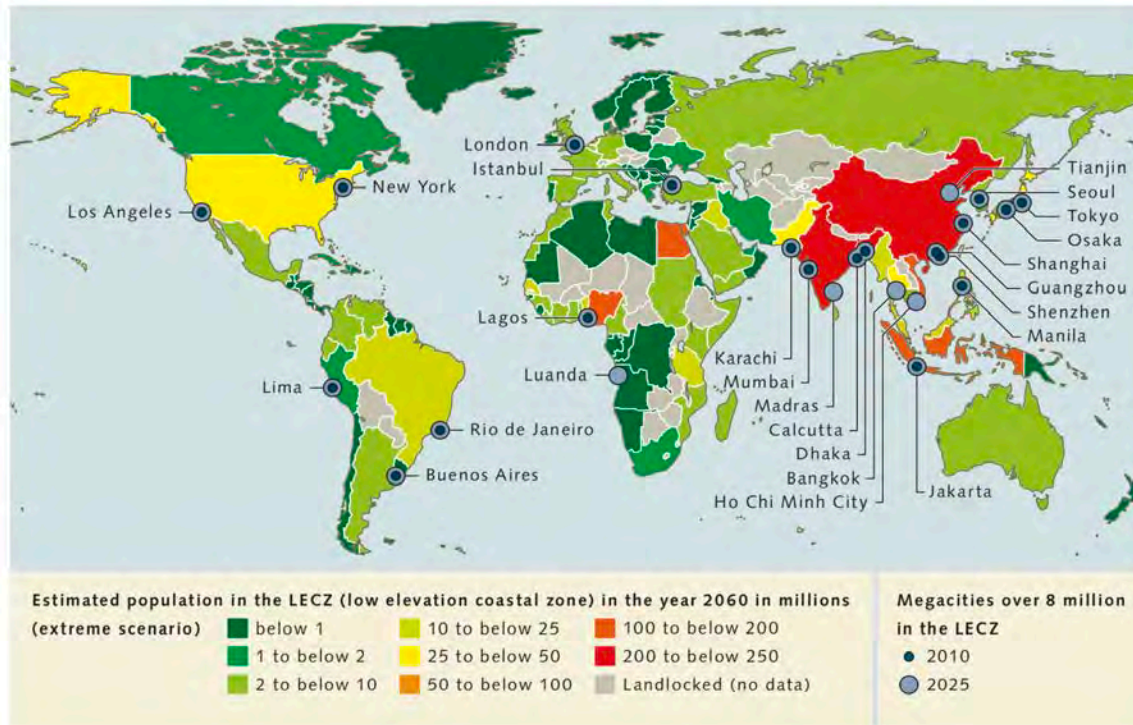 London
Istanbul
New York
Los Angeles
Tianjin
Seoul
Tokyo
Osaka
Shanghai
Guangzhou
Shenzhen
Manila
Lagos
Karachi
Mumbai
Madras
Calcutta
Dhaka
Bangkok
Ho Chi Minh City
Jakarta
Luanda
Lima
Rio de Janeiro
Buenos Aires
Estimated population in the LECZ (low elevation coastal zone) in the year 2060 in millions
(extreme scenario)
below 1
1 to below 2
2 to below 10
10 to below 25
25 to below 50
50 to below 100
100 to below 200
200 to below 250
Landlocked (no data)
Megacities over 8 million
in the LECZ
2010
2025